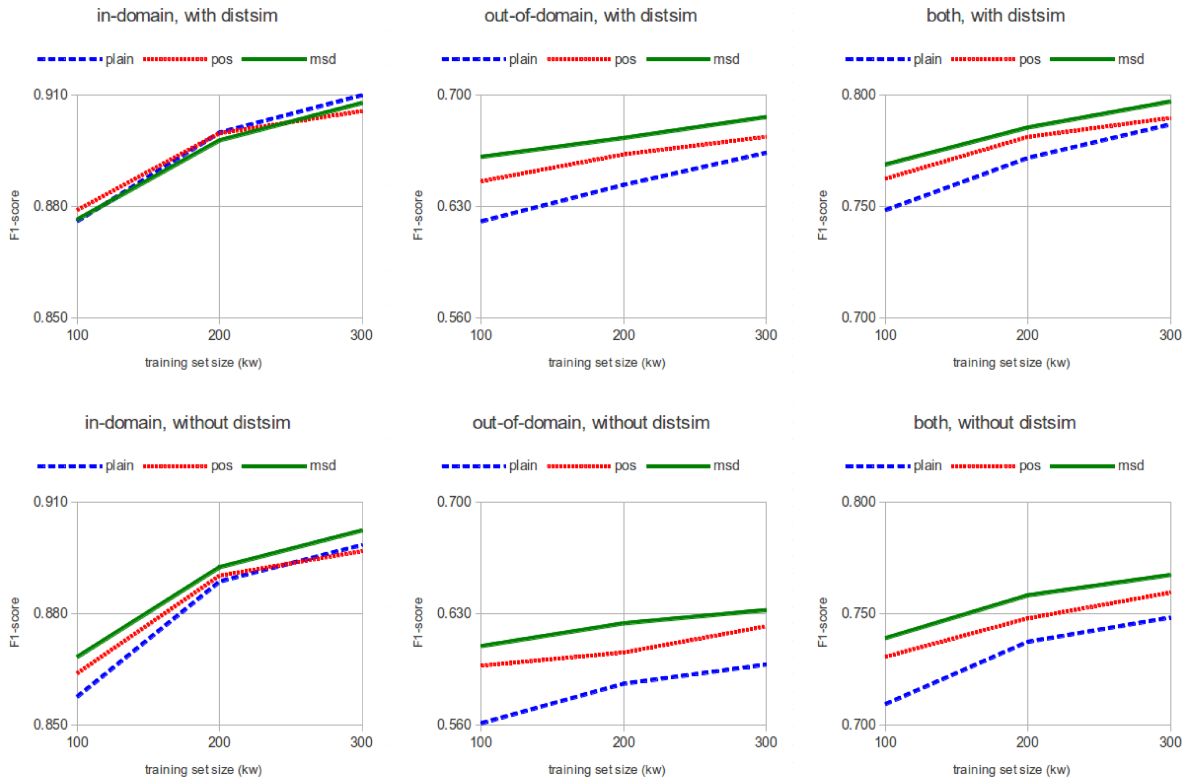 in-domain, with distsim
plain pos msd
0.910
0.880
0.850
F1-score
100 200 300
training set size (kw)
out-of-domain, with distsim
plain pos msd
0.700
0.630
0.560
F1-score
100 200 300
training set size (kw)
both, with distsim
plain pos msd
0.800
0.750
0.700
F1-score
100 200 300
training set size (kw)
in-domain, without distsim
plain pos msd
0.910
0.880
0.850
F1-score
100 200 300
training set size (kw)
out-of-domain, without distsim
plain pos msd
0.700
0.630
0.560
F1-score
100 200 300
training set size (kw)
both, without distsim
plain pos msd
0.800
0.750
0.700
F1-score
100 200 300
training set size (kw)